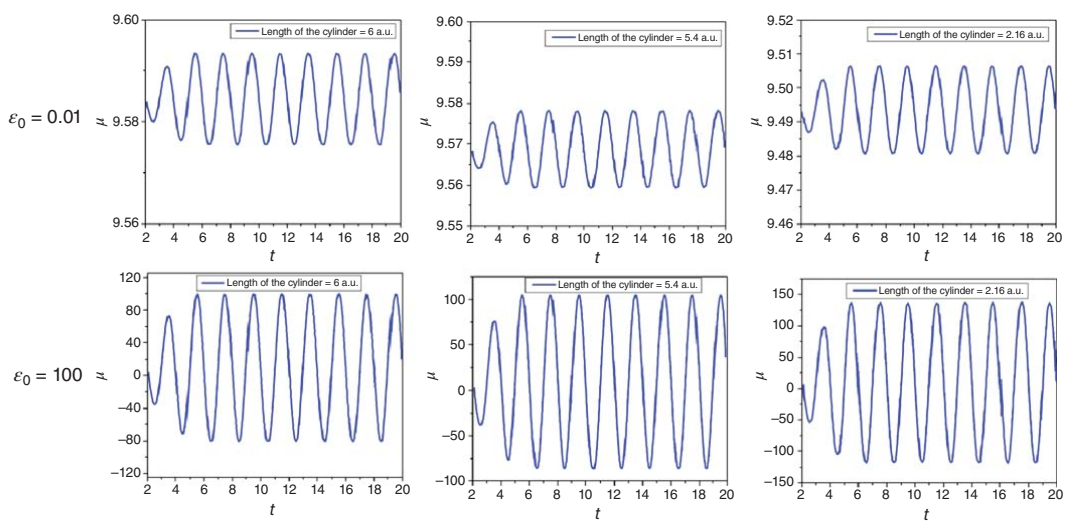 Length of the cylinder = 6 a.u.
9.60
9.58
9.56
μ
ε0 = 0.01
2 4 6 8 10 12 14 16 18 20
t
Length of the cylinder = 5.4 a.u.
9.60
9.59
9.58
9.57
9.56
9.55
μ
2 4 6 8 10 12 14 16 18 20
t
Length of the cylinder = 2.16 a.u.
9.52
9.51
9.50
9.49
9.48
9.47
9.46
μ
2 4 6 8 10 12 14 16 18 20
t
Length of the cylinder = 6 a.u.
120
80
40
0
−40
−80
−120
μ
ε0 = 100
2 4 6 8 10 12 14 16 18 20
t
Length of the cylinder = 5.4 a.u.
100
50
0
−50
−100
μ
2 4 6 8 10 12 14 16 18 20
t
Length of the cylinder = 2.16 a.u.
150
100
50
0
−50
−100
−150
μ
2 4 6 8 10 12 14 16 18 20
t